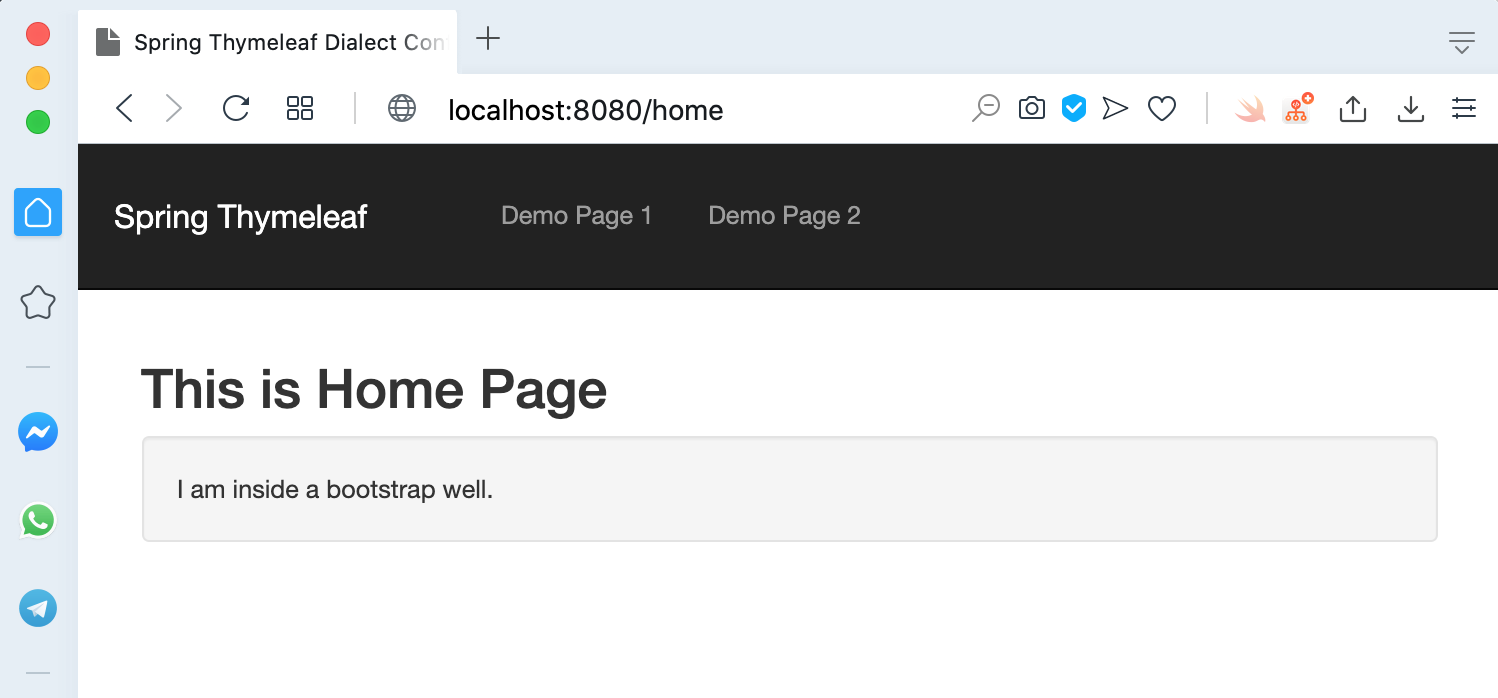 Spring Thymeleaf Dialect Con
localhost:8080/home
Spring Thymeleaf Demo Page 1 Demo Page 2
This is Home Page
I am inside a bootstrap well.